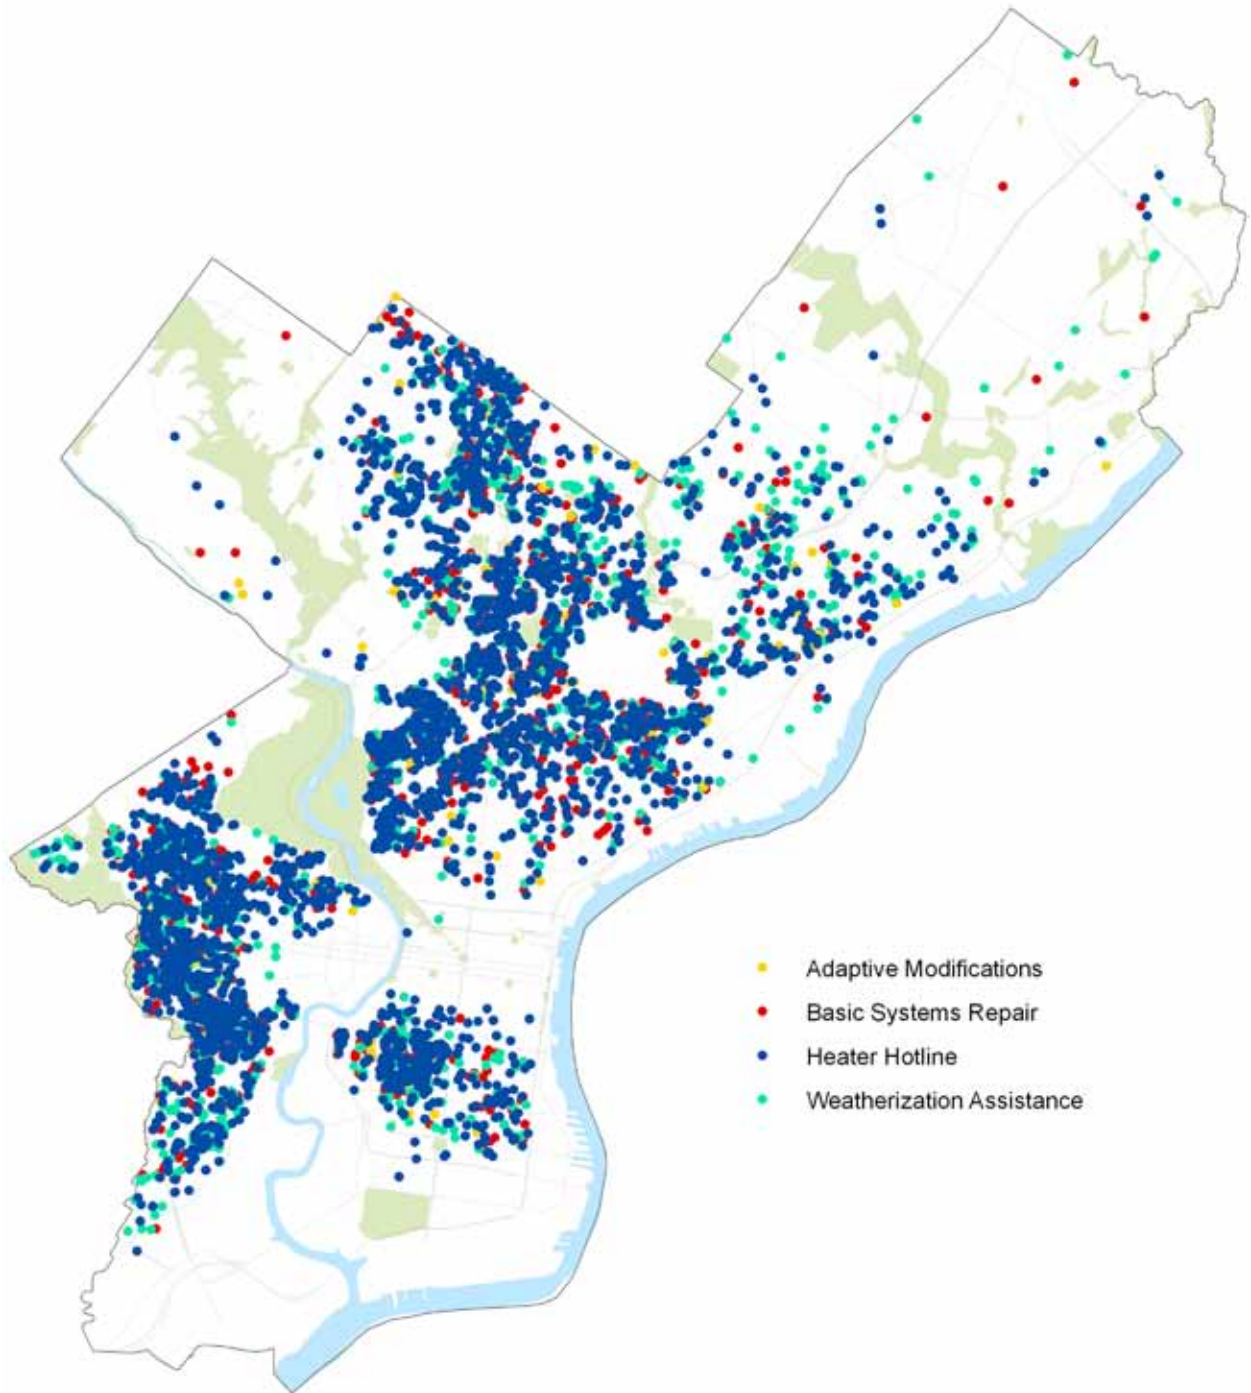 Adaptive Modifications
Basic Systems Repair
Heater Hotline
Weatherization Assistance